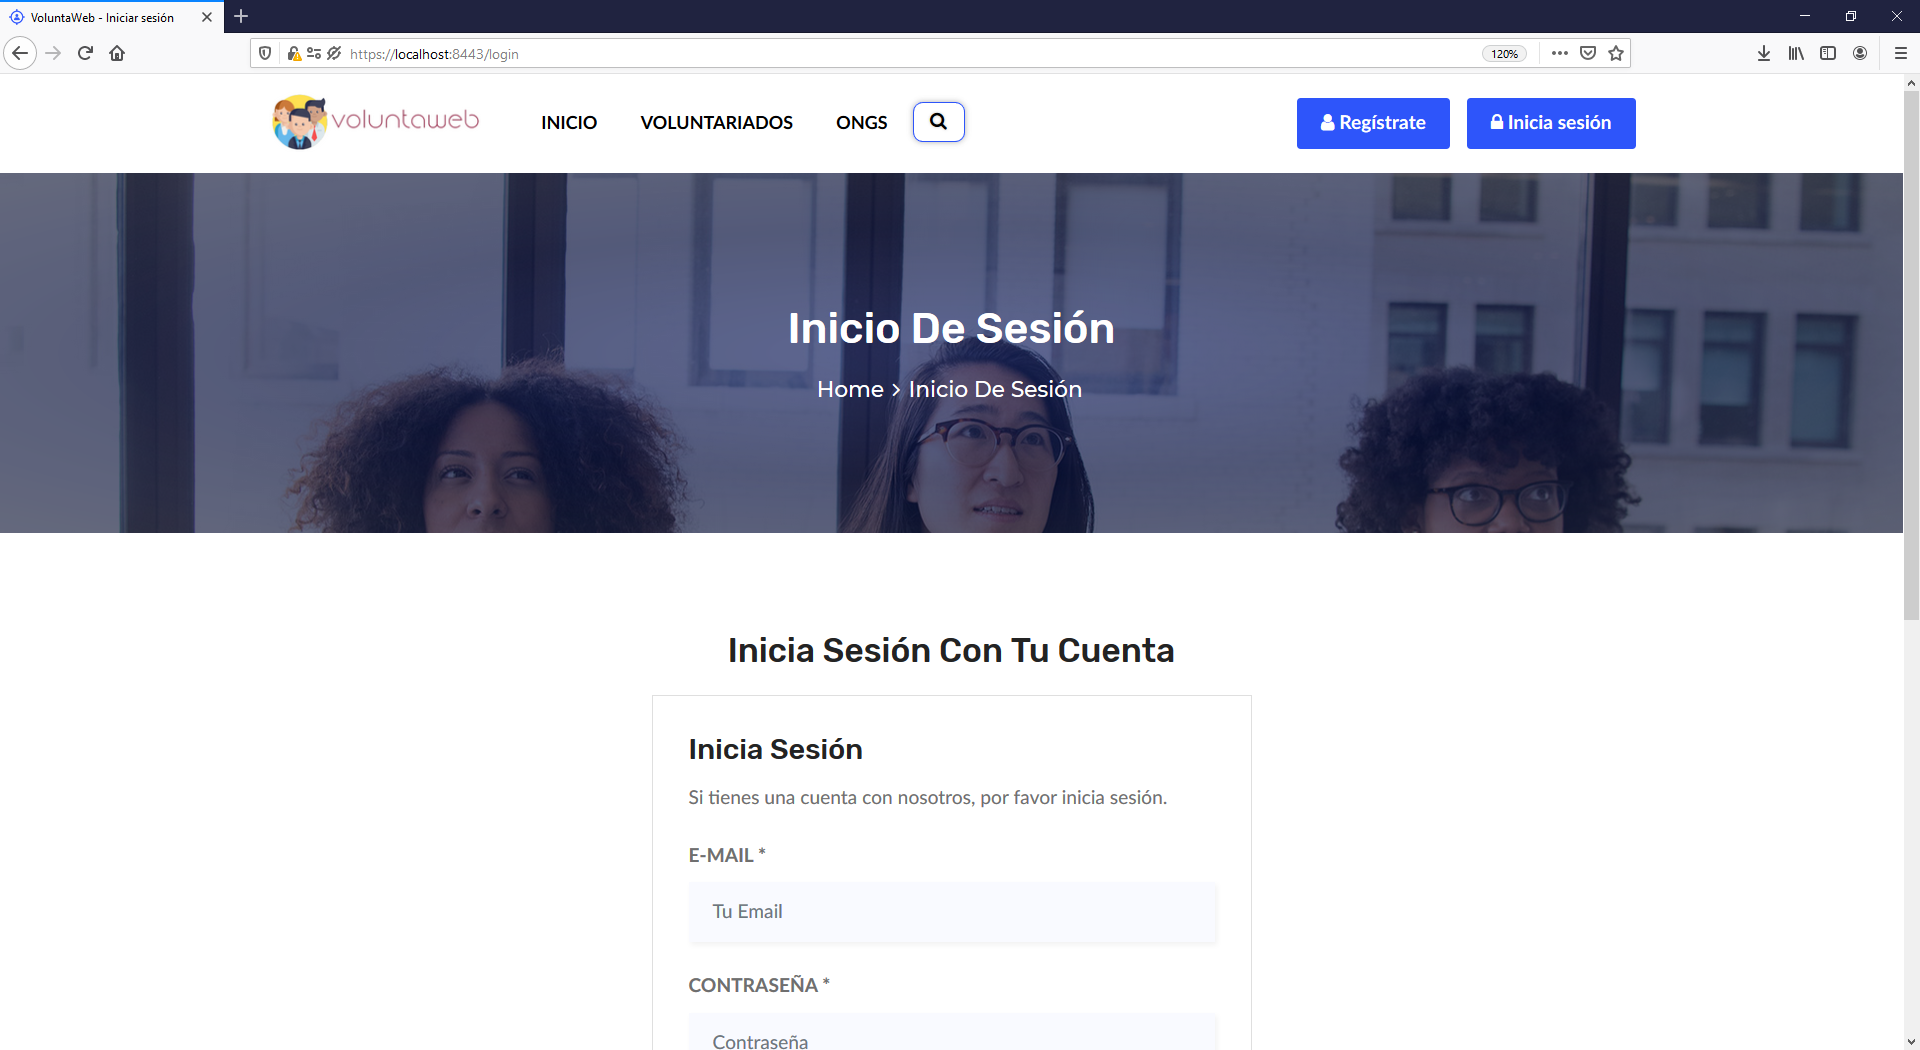 VoluntaWeb - Iniciar sesión
https://localhost:8443/login
120%
voluntaweb
INICIO
VOLUNTARIADOS
ONGS
Regístrate
Inicia sesión
Inicio De Sesión
Home > Inicio De Sesión
Inicia Sesión Con Tu Cuenta
Inicia Sesión
Si tienes una cuenta con nosotros, por favor inicia sesión.
E-MAIL *
Tu Email
CONTRASEÑA *
Contraseña